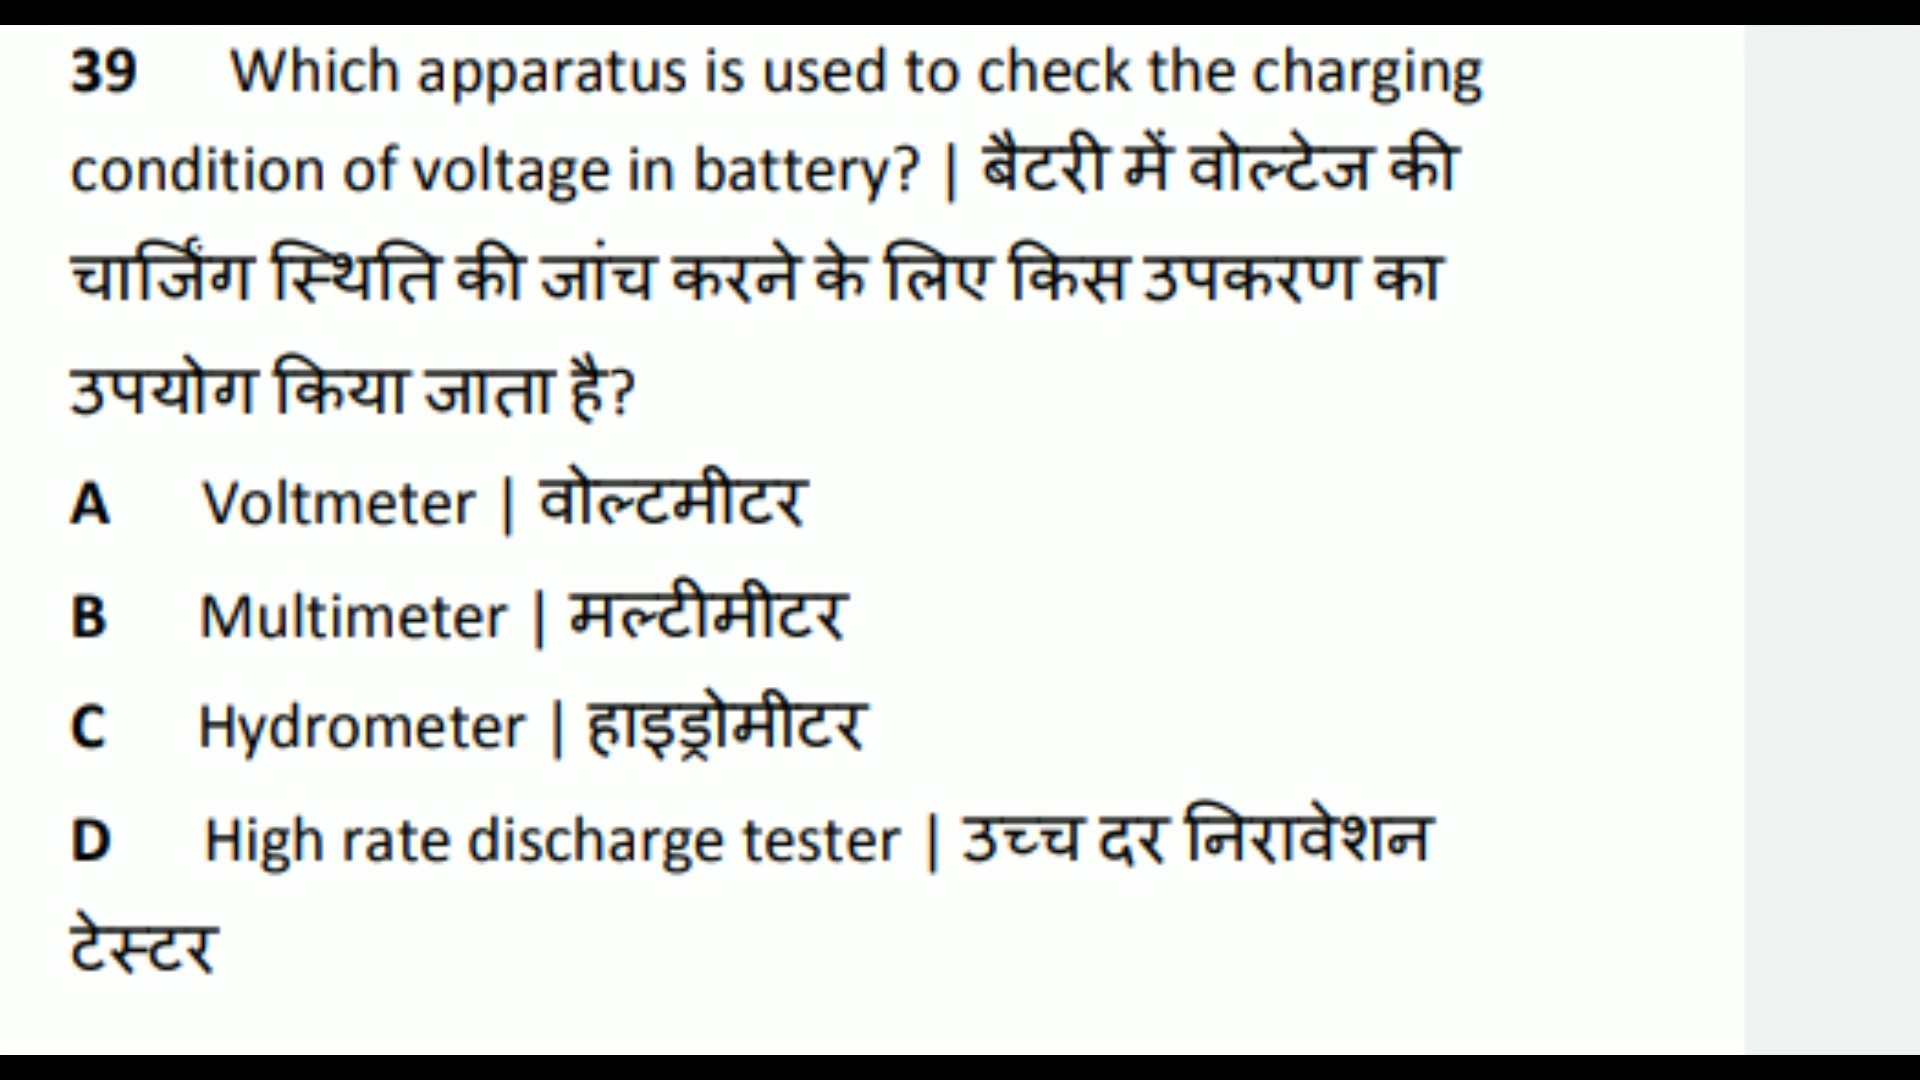 39 Which apparatus is used to check the charging
condition of voltage in battery? | बैटरी में वोल्टेज की
चार्जिंग स्थिति की जांच करने के लिए किस उपकरण का
उपयोग किया जाता है?
A Voltmeter | वोल्टमीटर
B Multimeter | मल्टीमीटर
C Hydrometer | हाइड्रोमीटर
D High rate discharge tester | उच्च दर निरावेशन
टेस्टर